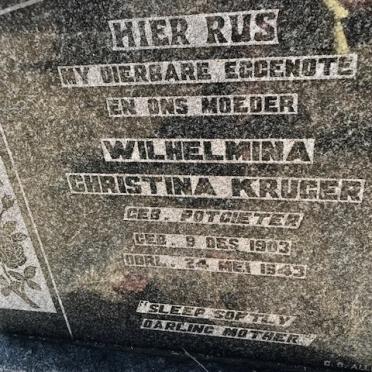 HIER RUS
MY DIERBARE EGGENOTE
EN ONS MOEDER
WILHELMINA
CHRISTINA KRUGER
GEB. POTGIETER
GEB. 9 DES 1903
OORL. 24 MEI 1943
"SLEEP SOFTLY
DARLING MOTHER"